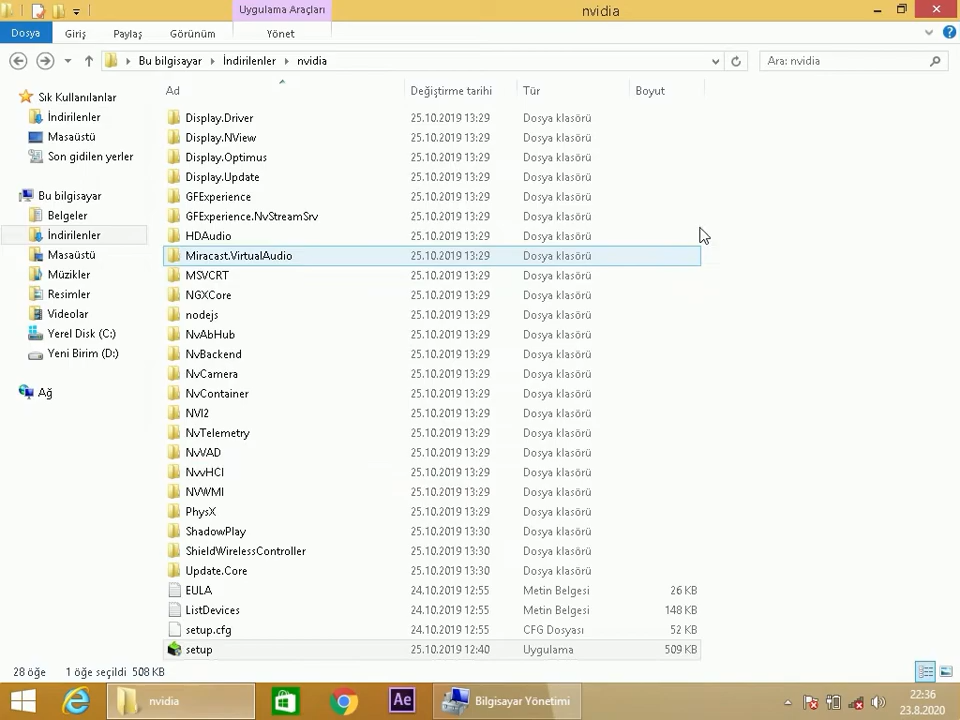 Uygulama Araçları
nvidia
Dosya Giriş Paylaş Görünüm Yönet
Bu bilgisayar İndirilenler nvidia
Ara: nvidia
Ad Değiştirme tarihi Tür Boyut
Sık Kullanılanlar
İndirilenler
Masaüstü
Son gidilen yerler
Bu bilgisayar
Belgeler
İndirilenler
Masaüstü
Müzikler
Resimler
Videolar
Yerel Disk (C:)
Yeni Birim (D:)
Ağ
Display.Driver 25.10.2019 13:29 Dosya klasörü
Display.NView 25.10.2019 13:29 Dosya klasörü
Display.Optimus 25.10.2019 13:29 Dosya klasörü
Display.Update 25.10.2019 13:29 Dosya klasörü
GFExperience 25.10.2019 13:29 Dosya klasörü
GFExperience.NvStreamSrv 25.10.2019 13:29 Dosya klasörü
HDAudio 25.10.2019 13:29 Dosya klasörü
Miracast.VirtualAudio 25.10.2019 13:29 Dosya klasörü
MSVCRT 25.10.2019 13:29 Dosya klasörü
NGXCore 25.10.2019 13:29 Dosya klasörü
nodejs 25.10.2019 13:29 Dosya klasörü
NvAbHub 25.10.2019 13:29 Dosya klasörü
NvBackend 25.10.2019 13:29 Dosya klasörü
NvCamera 25.10.2019 13:29 Dosya klasörü
NvContainer 25.10.2019 13:29 Dosya klasörü
NVI2 25.10.2019 13:29 Dosya klasörü
NvTelemetry 25.10.2019 13:29 Dosya klasörü
NvVAD 25.10.2019 13:29 Dosya klasörü
NvvHCI 25.10.2019 13:29 Dosya klasörü
NVWMI 25.10.2019 13:29 Dosya klasörü
PhysX 25.10.2019 13:29 Dosya klasörü
ShadowPlay 25.10.2019 13:30 Dosya klasörü
ShieldWirelessController 25.10.2019 13:30 Dosya klasörü
Update.Core 25.10.2019 13:30 Dosya klasörü
EULA 24.10.2019 12:55 Metin Belgesi 26 KB
ListDevices 24.10.2019 12:55 Metin Belgesi 148 KB
setup.cfg 24.10.2019 12:55 CFG Dosyası 52 KB
setup 25.10.2019 12:40 Uygulama 509 KB
28 öğe 1 öğe seçildi 508 KB
nvidia
Ae
Bilgisayar Yönetimi
22:36
23.8.2020